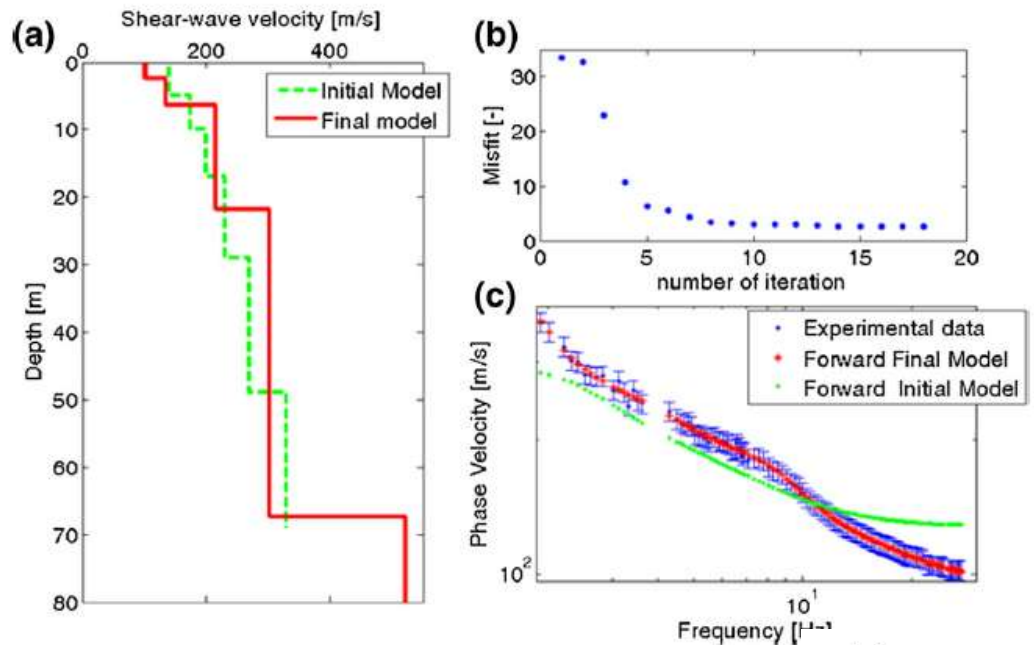 (a)
Shear-wave velocity [m/s]
0 200 400
0
10
20
30
40
50
60
70
80
Depth [m]
Initial Model
Final model
(b)
Misfit [-]
30
20
10
0
0 5 10 15 20
number of iteration
(c)
Phase Velocity [m/s]
10²
10¹
Experimental data
Forward Final Model
Forward Initial Model
Frequency